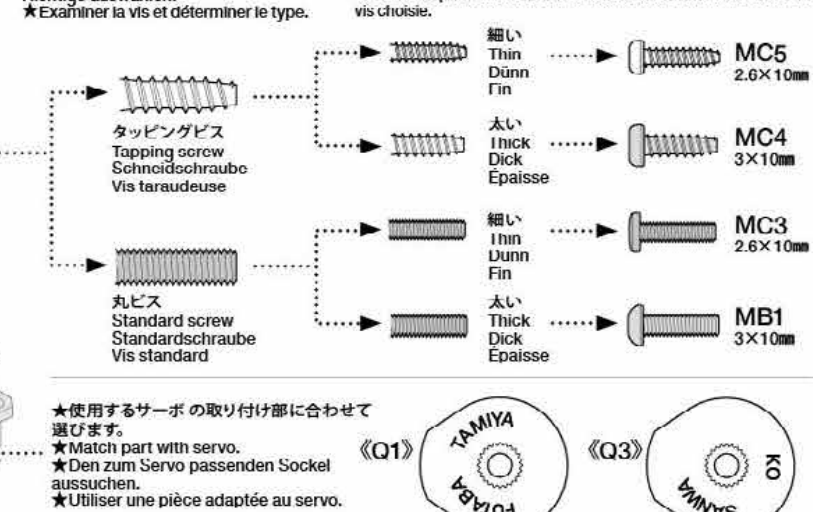 ★Examiner la vis et déterminer le type.
vis choisie.
タッピングビス
Tapping screw
Schneidschraube
Vis taraudeuse
細い
Thin
Dünn
Fin
MC5
2.6×10mm
太い
Thick
Dick
Épaisse
MC4
3×10mm
丸ビス
Standard screw
Standardschraube
Vis standard
細い
Thin
Dünn
Fin
MC3
2.6×10mm
太い
Thick
Dick
Épaisse
MB1
3×10mm
★使用するサーボの取り付け部に合わせて
選びます。
★Match part with servo.
★Den zum Servo passenden Sockel
aussuchen.
★Utiliser une pièce adaptée au servo.
《Q1》
TAMIYA
FUTABA
《Q3》
KO
SANWA